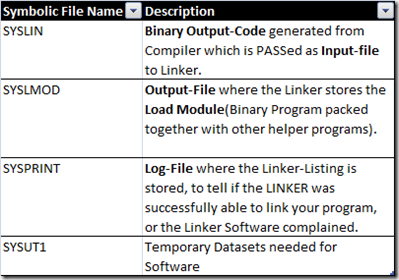 Symbolic File Name Description
SYSLIN Binary Output-Code generated from
Compiler which is PASSed as Input-file
to Linker.
SYSLMOD Output-File where the Linker stores the
Load Module(Binary Program packed
together with other helper programs).
SYSPRINT Log-File where the Linker-Listing is
stored, to tell if the LINKER was
successfully able to link your program,
or the Linker Software complained.
SYSUT1 Temporary Datasets needed for
Software